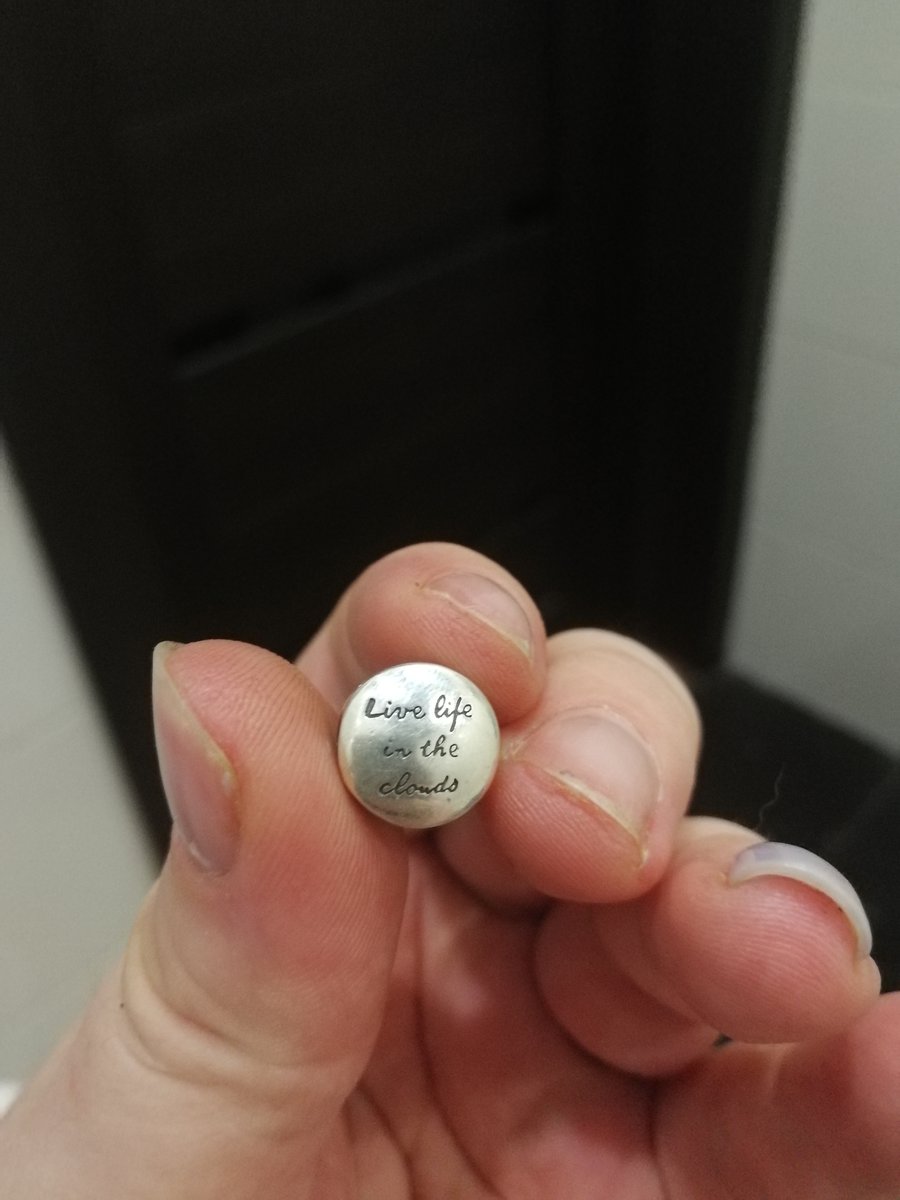 Live life
in the
clouds